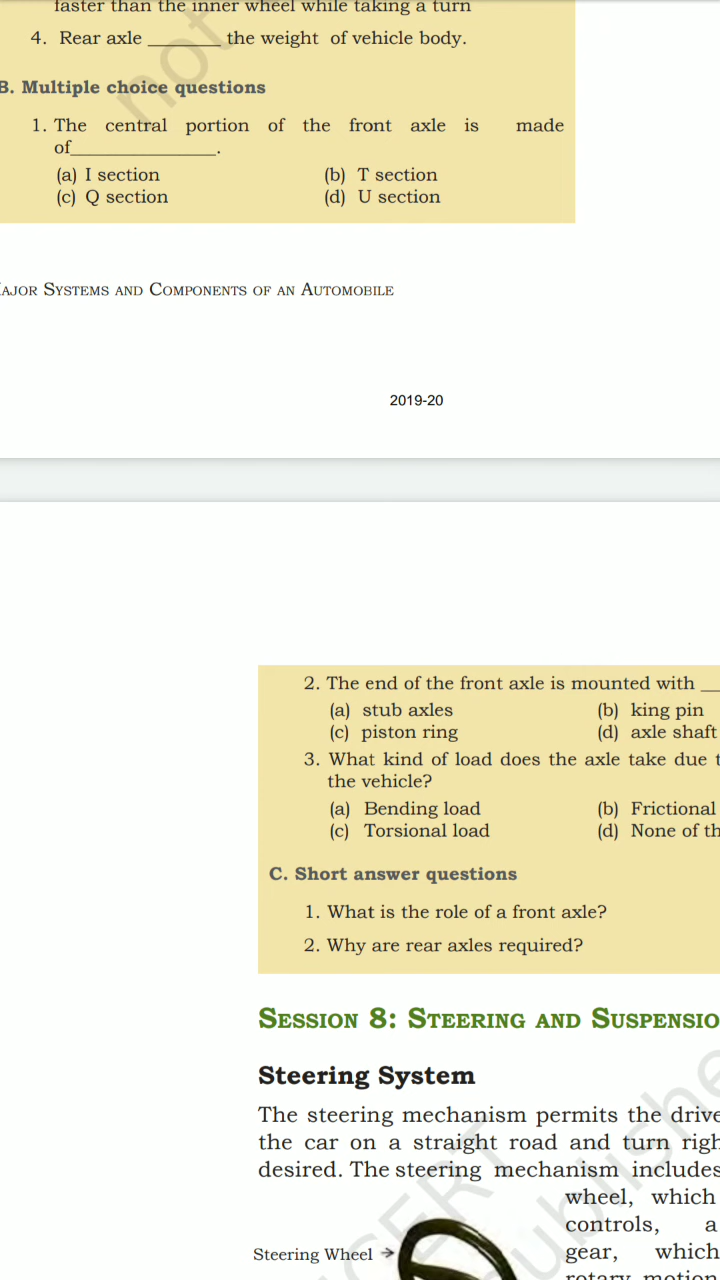 faster than the inner wheel while taking a turn
4. Rear axle ________ the weight of vehicle body.
B. Multiple choice questions
1. The central portion of the front axle is made
of________________.
(a) I section (b) T section
(c) Q section (d) U section
AJOR SYSTEMS AND COMPONENTS OF AN AUTOMOBILE
2019-20
2. The end of the front axle is mounted with __
(a) stub axles (b) king pin
(c) piston ring (d) axle shaft
3. What kind of load does the axle take due t
the vehicle?
(a) Bending load (b) Frictional
(c) Torsional load (d) None of th
C. Short answer questions
1. What is the role of a front axle?
2. Why are rear axles required?
SESSION 8: STEERING AND SUSPENSIO
Steering System
The steering mechanism permits the drive
the car on a straight road and turn righ
desired. The steering mechanism includes
wheel, which
controls, a
Steering Wheel → gear, which
rotary motion
not
CERT
ublishe